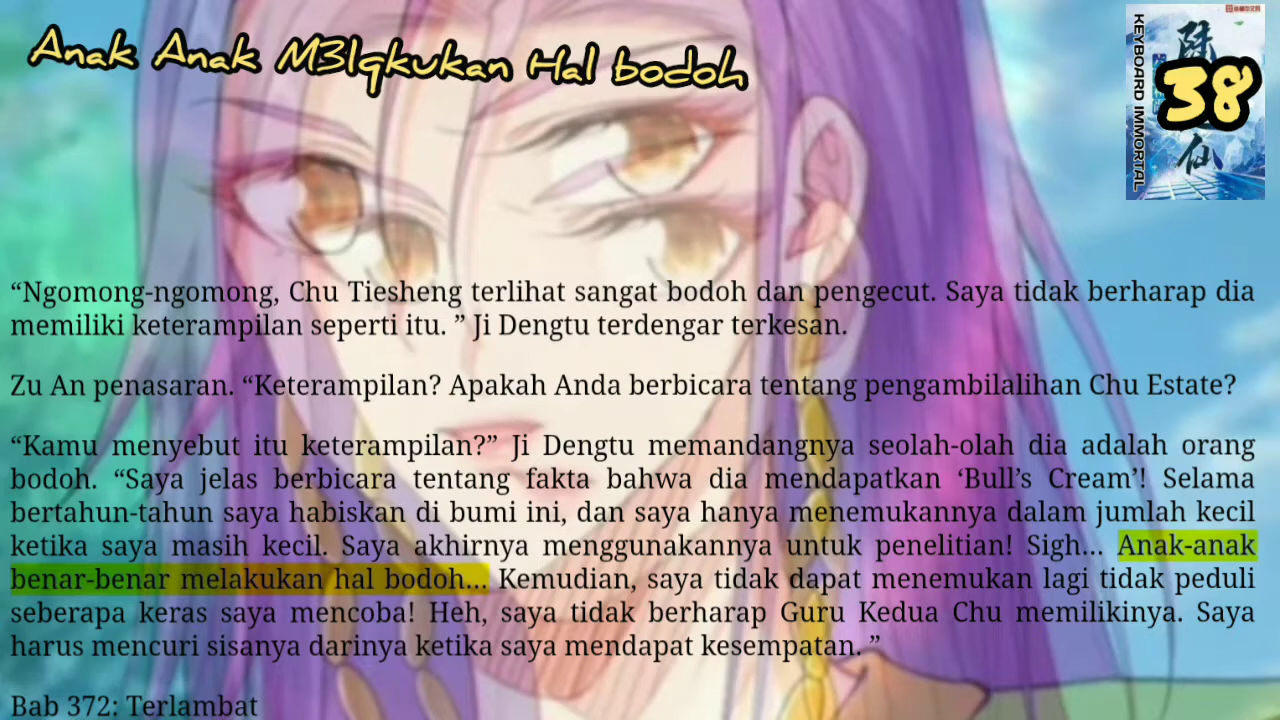 Anak Anak M3lqkukan Hal bodoh
KEYBOARD IMMORTAL
38
仙
“Ngomong-ngomong, Chu Tiesheng terlihat sangat bodoh dan pengecut. Saya tidak berharap dia
memiliki keterampilan seperti itu. ” Ji Dengtu terdengar terkesan.
Zu An penasaran. “Keterampilan? Apakah Anda berbicara tentang pengambilalihan Chu Estate?
“Kamu menyebut itu keterampilan?” Ji Dengtu memandangnya seolah-olah dia adalah orang
bodoh. “Saya jelas berbicara tentang fakta bahwa dia mendapatkan ‘Bull’s Cream’! Selama
bertahun-tahun saya habiskan di bumi ini, dan saya hanya menemukannya dalam jumlah kecil
ketika saya masih kecil. Saya akhirnya menggunakannya untuk penelitian! Sigh... Anak-anak
benar-benar melakukan hal bodoh... Kemudian, saya tidak dapat menemukan lagi tidak peduli
seberapa keras saya mencoba! Heh, saya tidak berharap Guru Kedua Chu memilikinya. Saya
harus mencuri sisanya darinya ketika saya mendapat kesempatan. ”
Bab 372: Terlambat